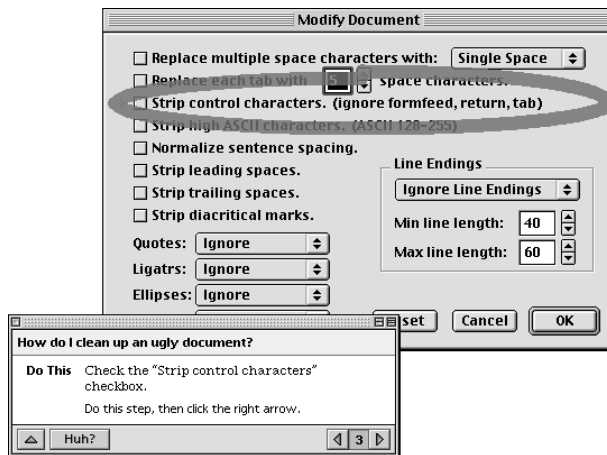 Modify Document
Replace multiple space characters with: Single Space
Replace each tab with 5 space characters.
Strip control characters. (ignore formfeed, return, tab)
Strip high ASCII characters. (ASCII 128-255)
Normalize sentence spacing.
Strip leading spaces.
Strip trailing spaces.
Strip diacritical marks.
Line Endings
Ignore Line Endings
Min line length: 40
Max line length: 60
Quotes: Ignore
Ligatrs: Ignore
Ellipses: Ignore
set Cancel OK
How do I clean up an ugly document?
Do This Check the “Strip control characters”
checkbox.
Do this step, then click the right arrow.
Huh? 3